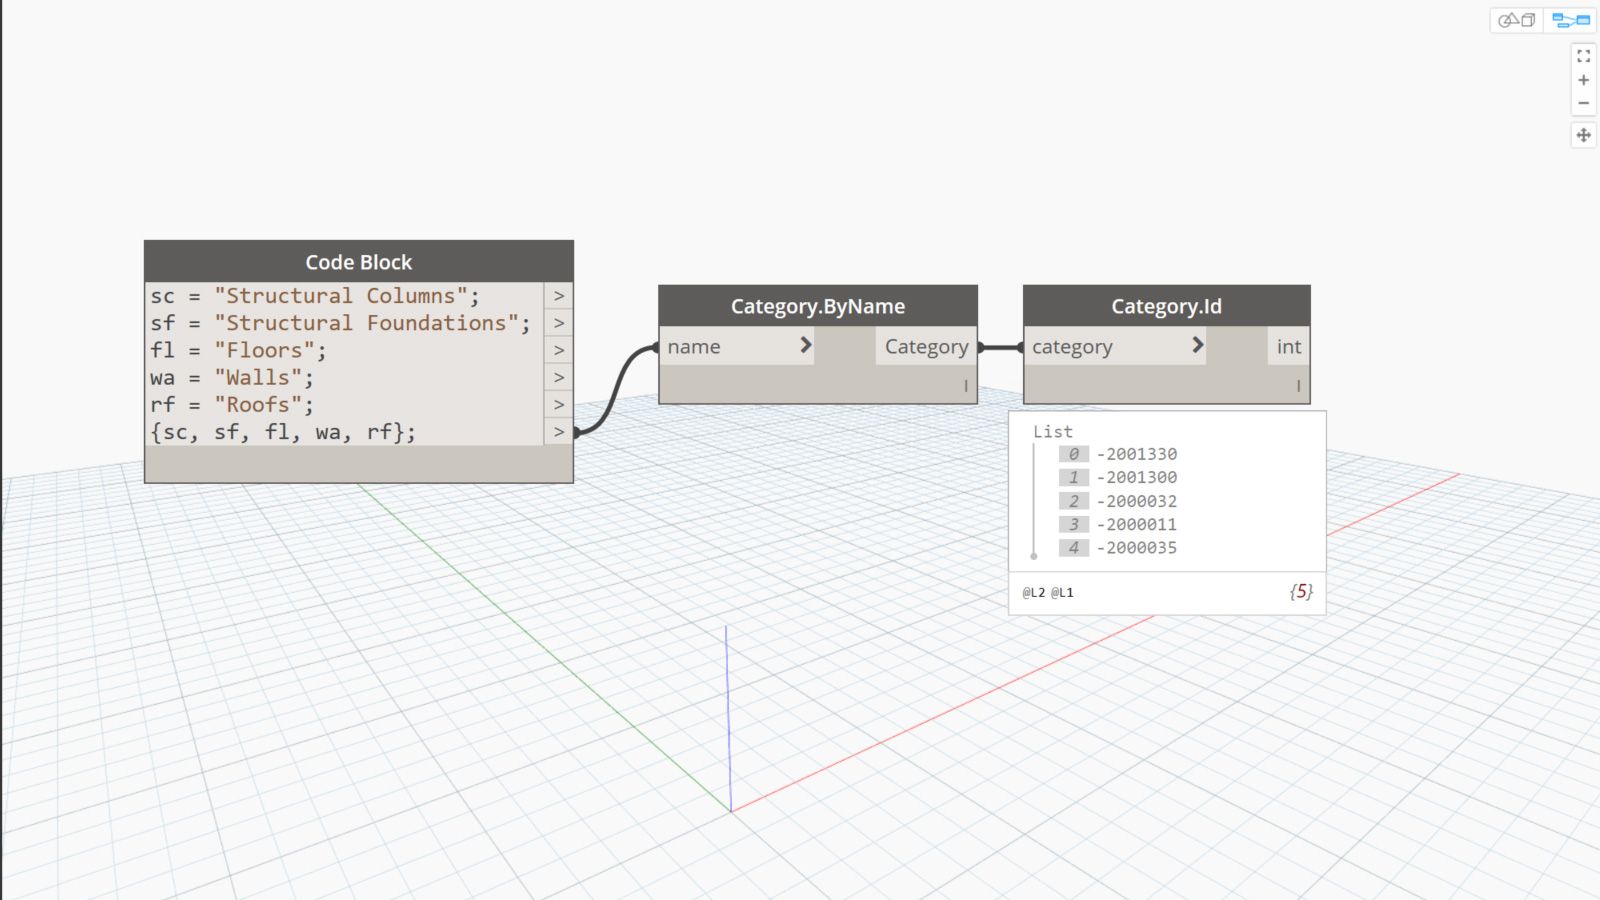 Code Block
sc = "Structural Columns"; >
sf = "Structural Foundations"; >
fl = "Floors"; >
wa = "Walls"; >
rf = "Roofs"; >
{sc, sf, fl, wa, rf}; >
Category.ByName
name > Category
l
Category.Id
category > int
l
List
0 -2001330
1 -2001300
2 -2000032
3 -2000011
4 -2000035
@L2 @L1 {5}